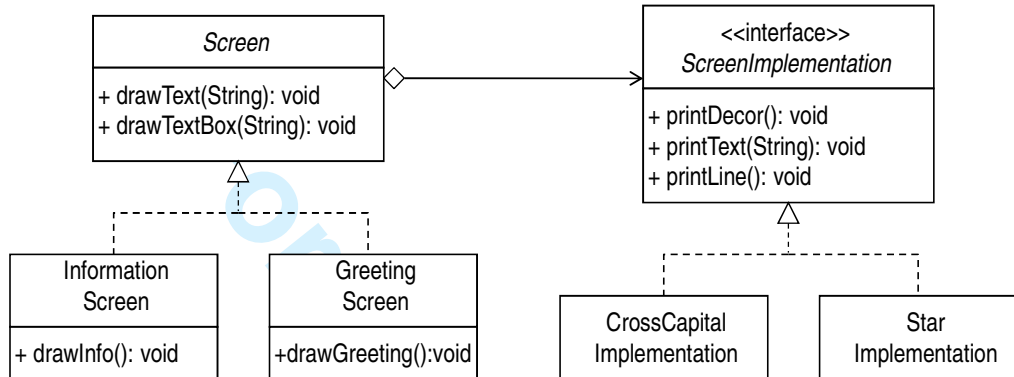 Screen
+ drawText(String): void
+ drawTextBox(String): void
<<interface>>
ScreenImplementation
+ printDecor(): void
+ printText(String): void
+ printLine(): void
Information
Screen
+ drawInfo(): void
Greeting
Screen
+drawGreeting():void
CrossCapital
Implementation
Star
Implementation